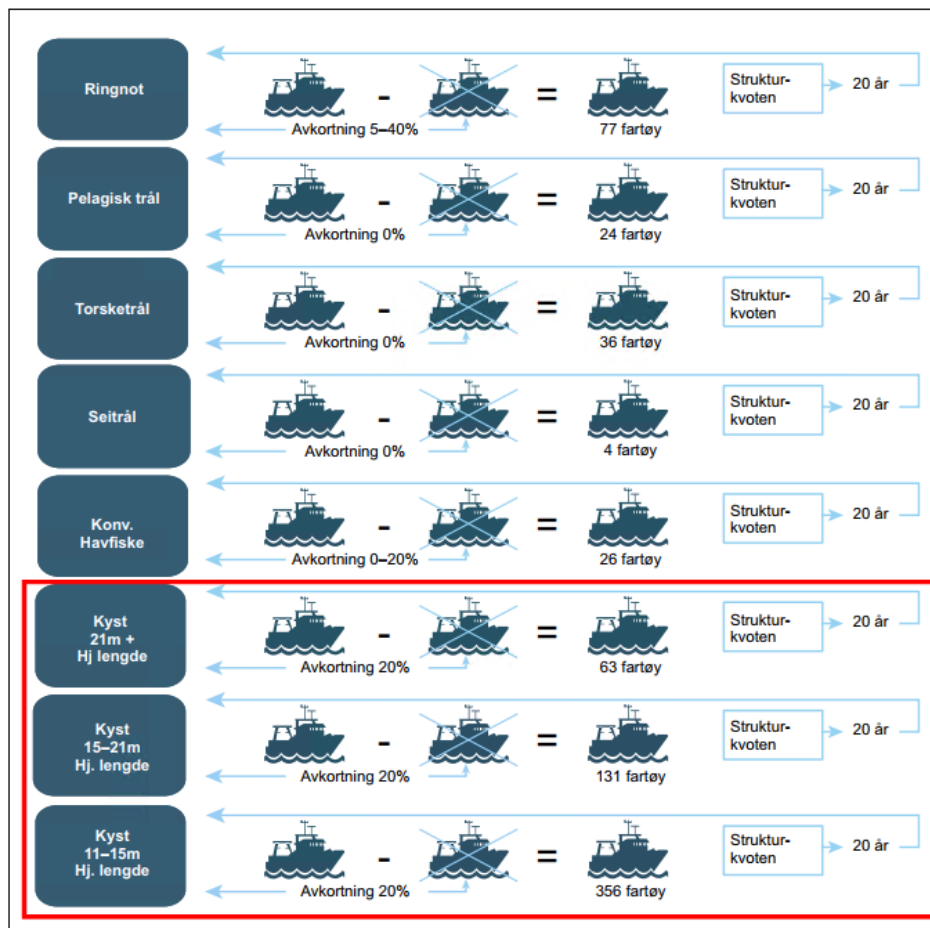 Ringnot
-
=
Avkortning 5–40%
77 fartøy
Struktur-
kvoten
20 år
Pelagisk trål
-
=
Avkortning 0%
24 fartøy
Struktur-
kvoten
20 år
Torsketrål
-
=
Avkortning 0%
36 fartøy
Struktur-
kvoten
20 år
Seitrål
-
=
Avkortning 0%
4 fartøy
Struktur-
kvoten
20 år
Konv.
Havfiske
-
=
Avkortning 0–20%
26 fartøy
Struktur-
kvoten
20 år
Kyst
21m +
Hj lengde
-
=
Avkortning 20%
63 fartøy
Struktur-
kvoten
20 år
Kyst
15–21m
Hj. lengde
-
=
Avkortning 20%
131 fartøy
Struktur-
kvoten
20 år
Kyst
11–15m
Hj. lengde
-
=
Avkortning 20%
356 fartøy
Struktur-
kvoten
20 år